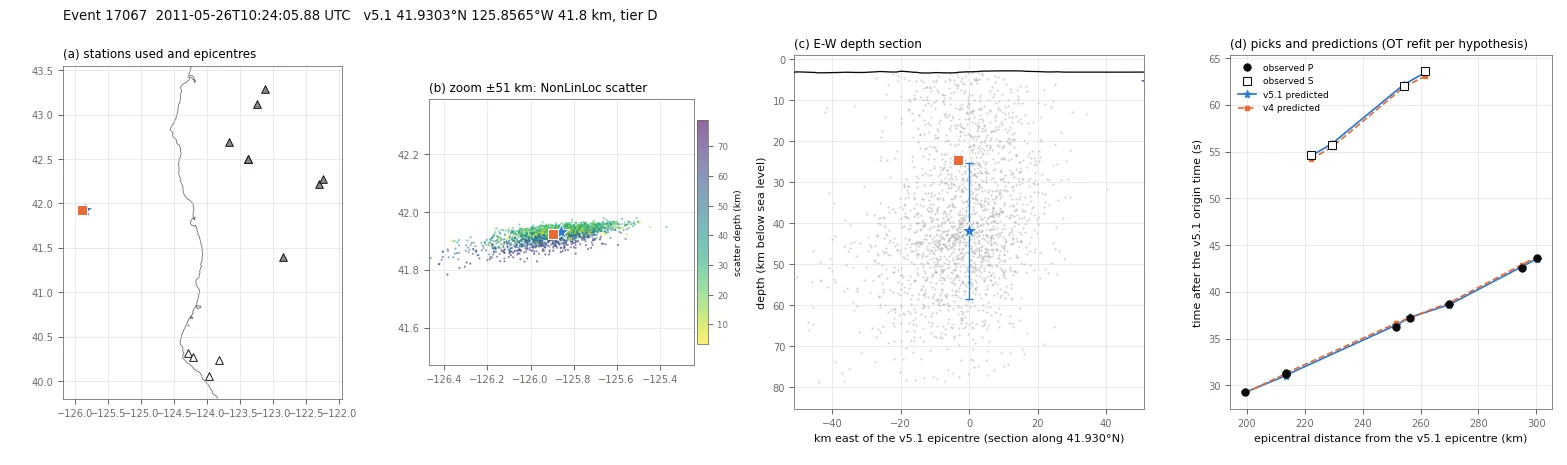 Event 17067  2011-05-26T10:24:05.88 UTC   v5.1 41.9303°N 125.8565°W 41.8 km, tier D
(a) stations used and epicentres
43.5
43.0
42.5
42.0
41.5
41.0
40.5
40.0
−126.0 −125.5 −125.0 −124.5 −124.0 −123.5 −123.0 −122.5 −122.0
(b) zoom ±51 km: NonLinLoc scatter
42.2
42.0
41.8
41.6
−126.4 −126.2 −126.0 −125.8 −125.6 −125.4
70
60
50
40
30
20
10
scatter depth (km)
(c) E-W depth section
0
10
20
30
40
50
60
70
80
depth (km below sea level)
−40 −20 0 20 40
km east of the v5.1 epicentre (section along 41.930°N)
(d) picks and predictions (OT refit per hypothesis)
observed P
observed S
v5.1 predicted
v4 predicted
65
60
55
50
45
40
35
30
time after the v5.1 origin time (s)
200 220 240 260 280 300
epicentral distance from the v5.1 epicentre (km)